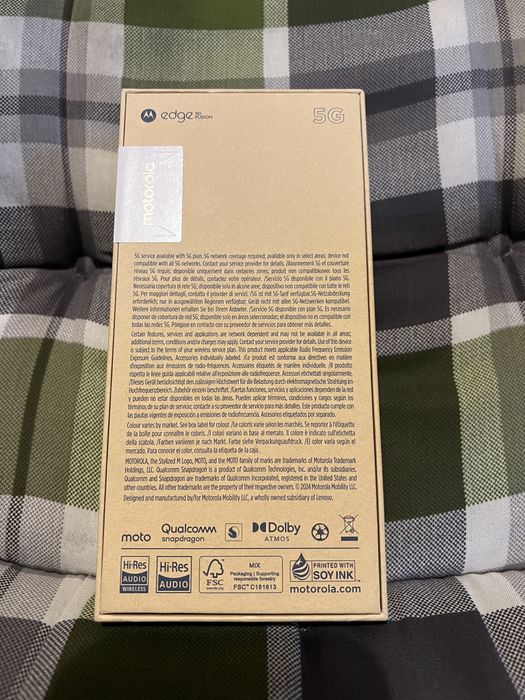 edge 50 FUSION
5G
motorola
5G service available with 5G plan. 5G network coverage required; available only in select areas; device not
compatible with all 5G networks. Contact your service provider for details. /Abonnement 5G et couverture
réseau 5G requis; disponible uniquement dans certaines zones; produit non compatibleavec tous les
réseaux 5G. Pour plus de détails, contactez votre opérateur. /Servizio 5G disponibile con il piano 5G.
Necessaria copertura di rete 5G; disponibile solo in alcune aree; dispositivo non compatibile con tutte le reti
5G. Per maggiori dettagli, contatta il provider di servizi. /5G ist mit 5G-Tarif verfügbar.5G-Netzabdeckung
erforderlich; nur in ausgewählten Regionen verfügbar; Gerät nicht mit allen 5G-Netzwerken kompatibel.
Weitere Informationen erhalten Sie bei Ihrem Anbieter. /Servicio 5G disponible con plan 5G. Es necesario
disponer de cobertura de red 5G; disponible solo en áreas seleccionadas; el dispositivo no es compatible con
todas las redes 5G. Póngase en contacto con su proveedor de servicios para obtener más detalles.
Certain features, services and applications are network dependent and may not be available in all areas;
additional terms, conditions and/or charges may apply. Contact your service provider for details. Use of this
device is subject to the terms of your wireless service plan. This product meets applicable Radio Frequency Emission
Exposure Guidelines, Accessories individually labeled. /Ce produit est conforme aux directives en matière
d'exposition aux émissions de radio-fréquences. Accessoires étiquetés de manière individuelle. /Il prodotto
rispetta le linee guida applicabili relative all'esposizione alle radiofrequenze. Accessori etichettati singolarmente.
/Dieses Gerät berücksichtigt den zulässigen Höchstwert für die Belastung durch elektromagnetische Strahlung im
Hochfrequenzbereich. Zubehör einzeln beschriftet. /Ciertas funciones, servicios y aplicaciones dependen de la red
y pueden no estar disponibles en todas las áreas. Pueden aplicar términos, condiciones y cargos según los
términos de su plan de servicio; contacte a su proveedor de servicio para más detalles. Este producto cumple con
las pautas vigentes de exposición a emisiones de radiofrecuencia. Accesorios etiquetados por separado.
Colour varies by market. See box label for colour. /Le coloris varie selon les marchés. Se reporter à l'étiquette
de la boîte pour connaître le coloris. /I colori variano in base al mercato. Il colore è indicato sull'etichetta
della scatola. /Farben variieren je nach Markt. Farbe siehe Verpackungsaufdruck. /El color varía según el
mercado. Para conocer el color, consulta la etiqueta de la caja.
MOTOROLA, the Stylized M Logo, MOTO, and the MOTO family of marks are trademarks of Motorola Trademark
Holdings, LLC. Qualcomm Snapdragon is a product of Qualcomm Technologies, Inc. and/or its subsidiaries.
Qualcomm and Snapdragon are trademarks of Qualcomm Incorporated, registered in the United States and
other countries. All other trademarks are the property of their respective owners. © 2024 Motorola Mobility LLC.
Designed and manufactured by/for Motorola Mobility LLC, a wholly owned subsidiary of Lenovo.
moto
Qualcomm
snapdragon
Dolby
ATMOS
Hi-Res
AUDIO
WIRELESS
Hi-Res
AUDIO
FSC
www.fsc.org
MIX
Packaging | Supporting
responsible forestry
FSC™ C181613
PRINTED WITH
SOY INK
motorola.com